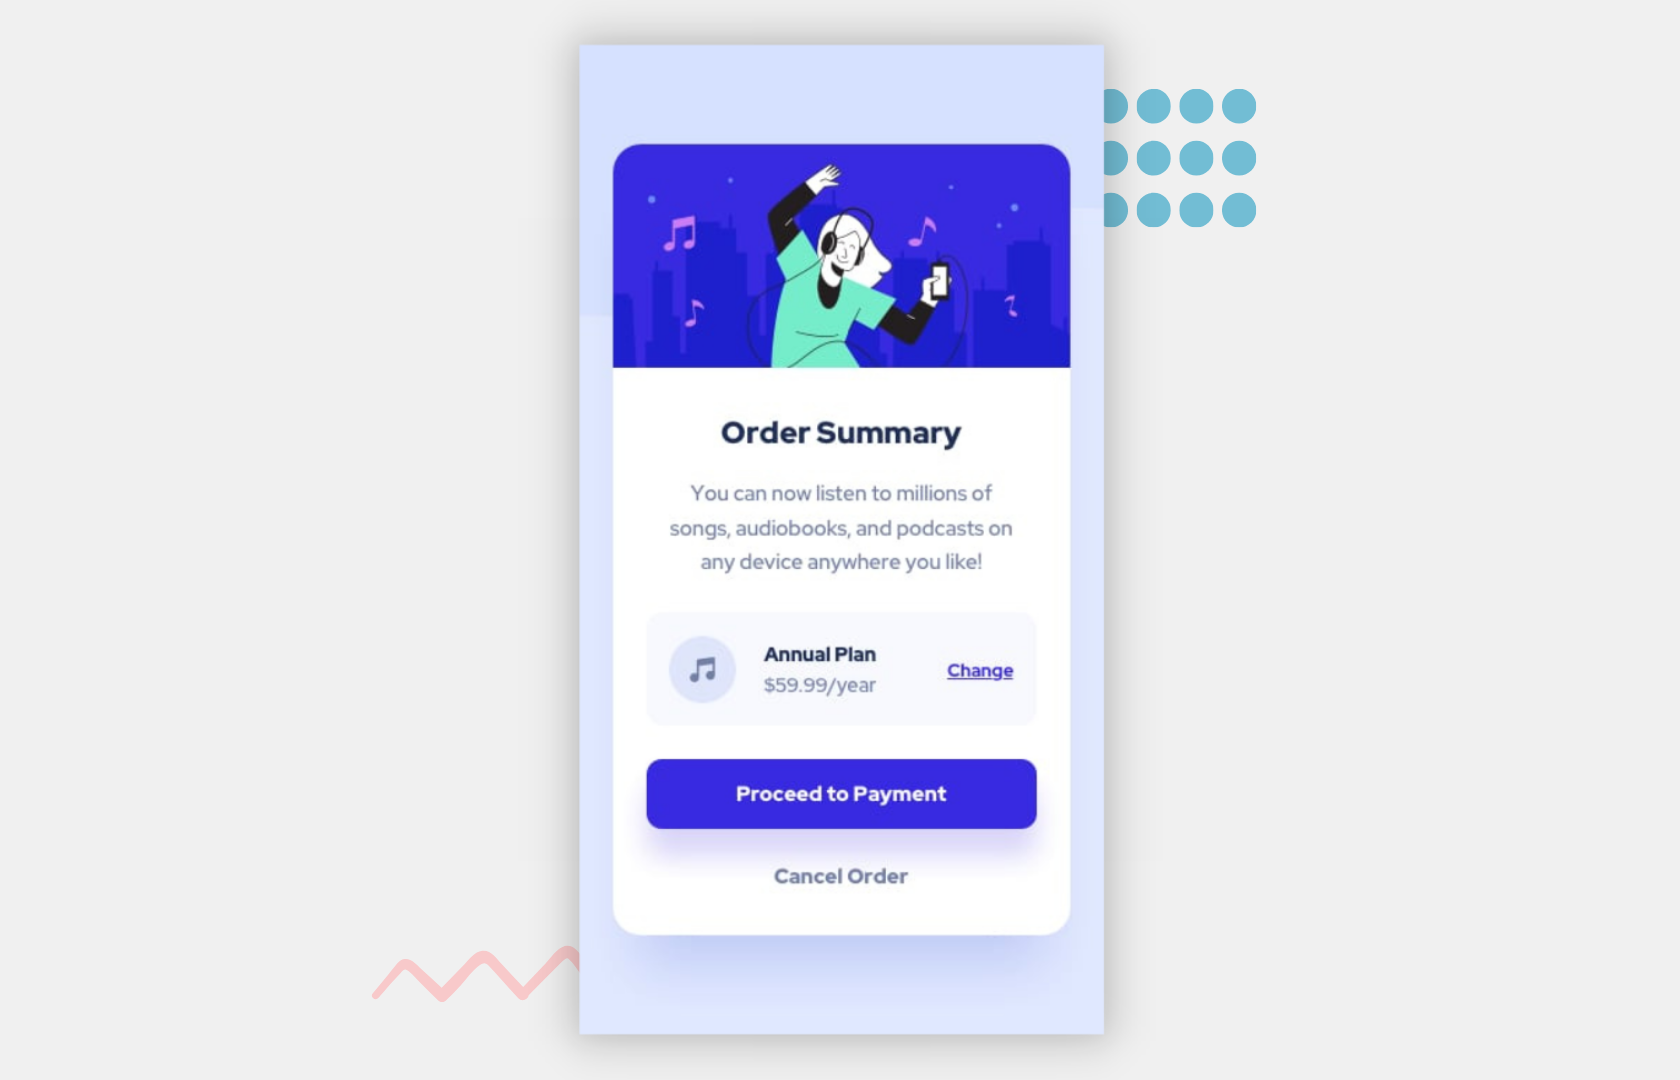 Order Summary
You can now listen to millions of
songs, audiobooks, and podcasts on
any device anywhere you like!
Annual Plan
$59.99/year
Change
Proceed to Payment
Cancel Order